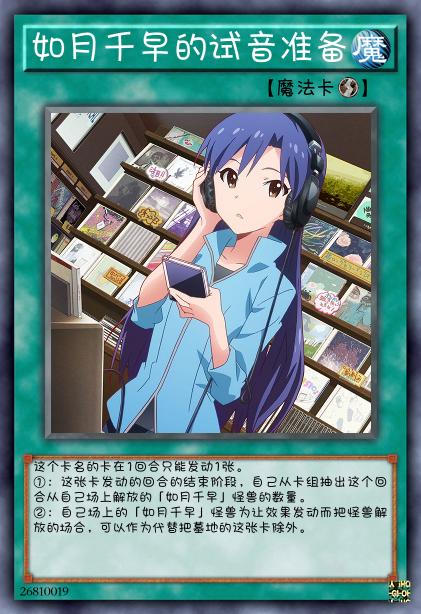 如月千早的试音准备
魔
【魔法卡】
这个卡名的卡在1回合只能发动1张。
①：这张卡发动的回合的结束阶段，自己从卡组抽出这个回
合从自己场上解放的「如月千早」怪兽的数量。
②：自己场上的「如月千早」怪兽为让效果发动而把怪兽解
放的场合，可以作为代替把墓地的这张卡除外。
26810019